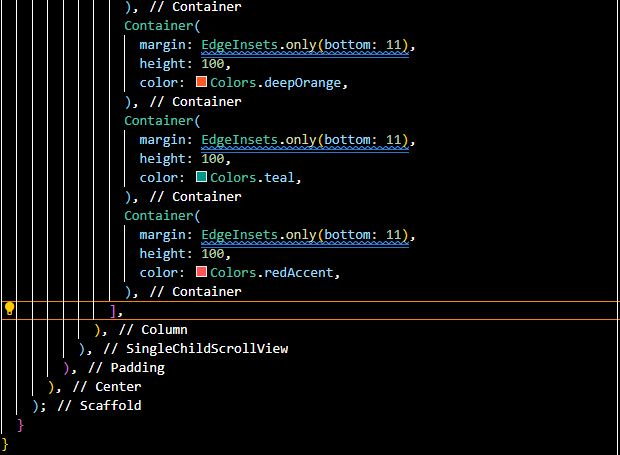 ), // Container
Container(
margin: EdgeInsets.only(bottom: 11),
height: 100,
color: Colors.deepOrange,
), // Container
Container(
margin: EdgeInsets.only(bottom: 11),
height: 100,
color: Colors.teal,
), // Container
Container(
margin: EdgeInsets.only(bottom: 11),
height: 100,
color: Colors.redAccent,
), // Container
],
), // Column
), // SingleChildScrollView
), // Padding
), // Center
); // Scaffold
}
}